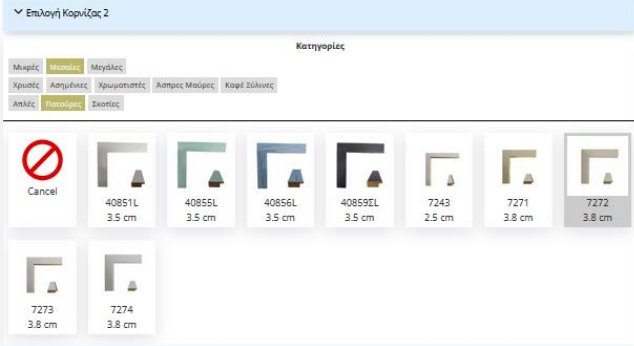 Επιλογή Κορνίζας 2
Κατηγορίες
Μικρές Μεσαίες Μεγάλες
Χρυσές Ασημένιες Χρωματιστές Άσπρες Μαύρες Καφέ Ξύλινες
Απλές Πατούρες Σκοτίες
Cancel
40851L
3.5 cm
40855L
3.5 cm
40856L
3.5 cm
40859ΣL
3.5 cm
7243
2.5 cm
7271
3.8 cm
7272
3.8 cm
7273
3.8 cm
7274
3.8 cm